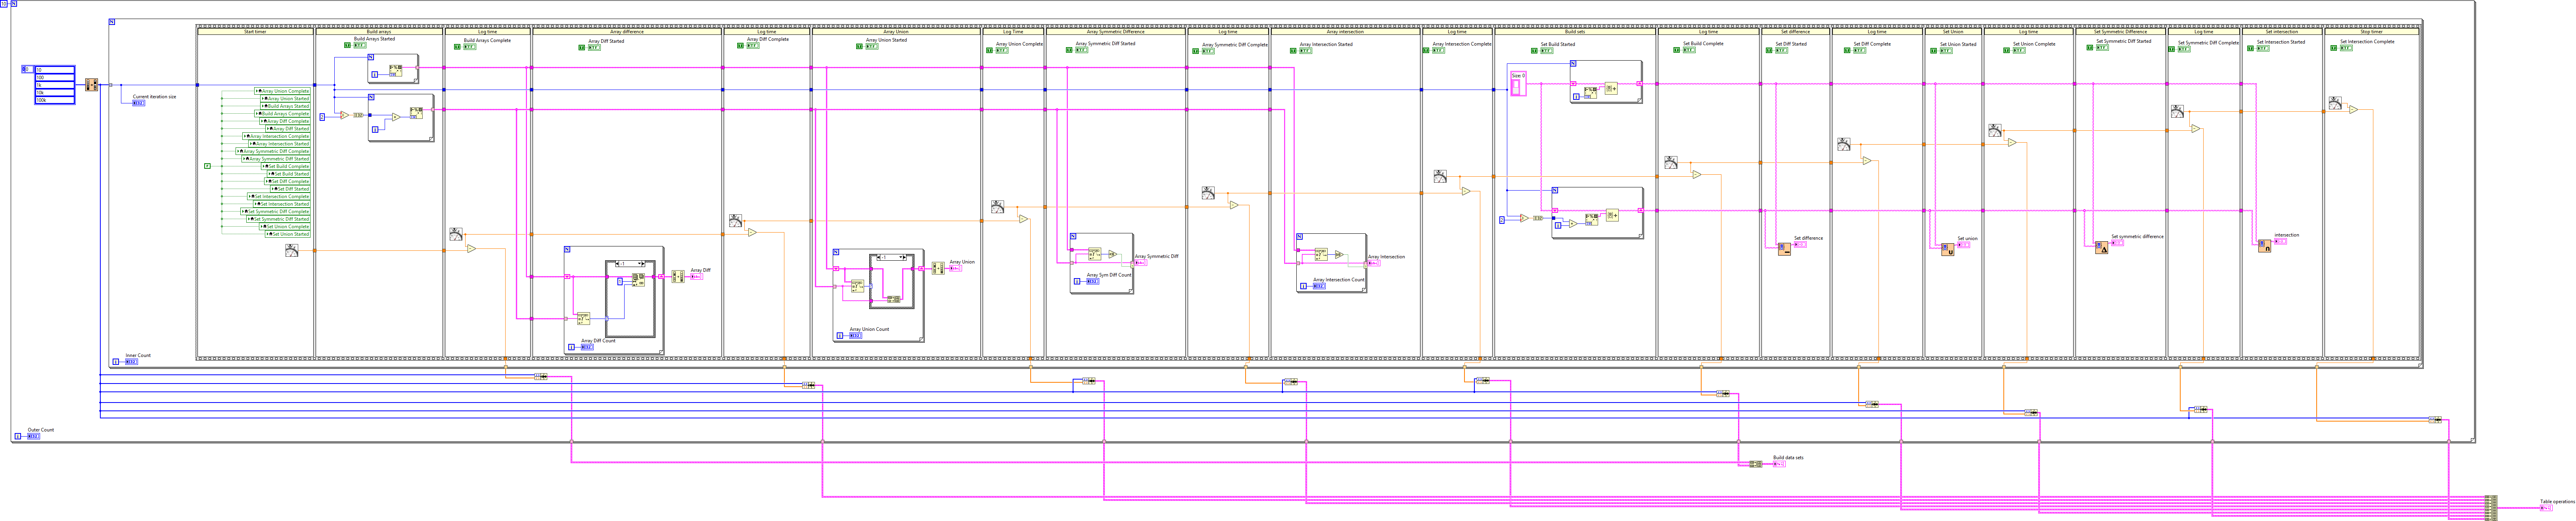 10
N
N
Start timer
Build arrays
Log time
Array difference
Log time
Array Union
Log Time
Array Symmetric Difference
Log time
Array intersection
Log time
Build sets
Log time
Set difference
Log time
Set Union
Log time
Set Symmetric Difference
Log time
Set intersection
Stop timer
Build Arrays Started
Build Arrays Complete
Array Diff Started
Array Diff Complete
Array Union Started
Array Union Complete
Array Symmetric Diff Started
Array Symmetric Diff Complete
Array Intersection Started
Array Intersection Complete
Set Build Started
Set Build Complete
Set Diff Started
Set Diff Complete
Set Union Started
Set Union Complete
Set Symmetric Diff Started
Set Symmetric Diff Complete
Set Intersection Started
Set Intersection Complete
0
10
100
1k
10k
100k
Current iteration size
Array Union Complete
Array Union Started
Build Arrays Started
Build Arrays Complete
Array Diff Complete
Array Diff Started
Array Intersection Complete
Array Intersection Started
Array Symmetric Diff Complete
Array Symmetric Diff Started
Set Build Complete
Set Build Started
Set Diff Complete
Set Diff Started
Set Intersection Complete
Set Intersection Started
Set Symmetric Diff Complete
Set Symmetric Diff Started
Set Union Complete
Set Union Started
Size: 0
Array Diff
Array Diff Count
Array Union
Array Union Count
Array Symmetric Diff
Array Sym Diff Count
Array Intersection
Array Intersection Count
Set difference
Set union
Set symmetric difference
intersection
Inner Count
Outer Count
Build data sets
Table operations